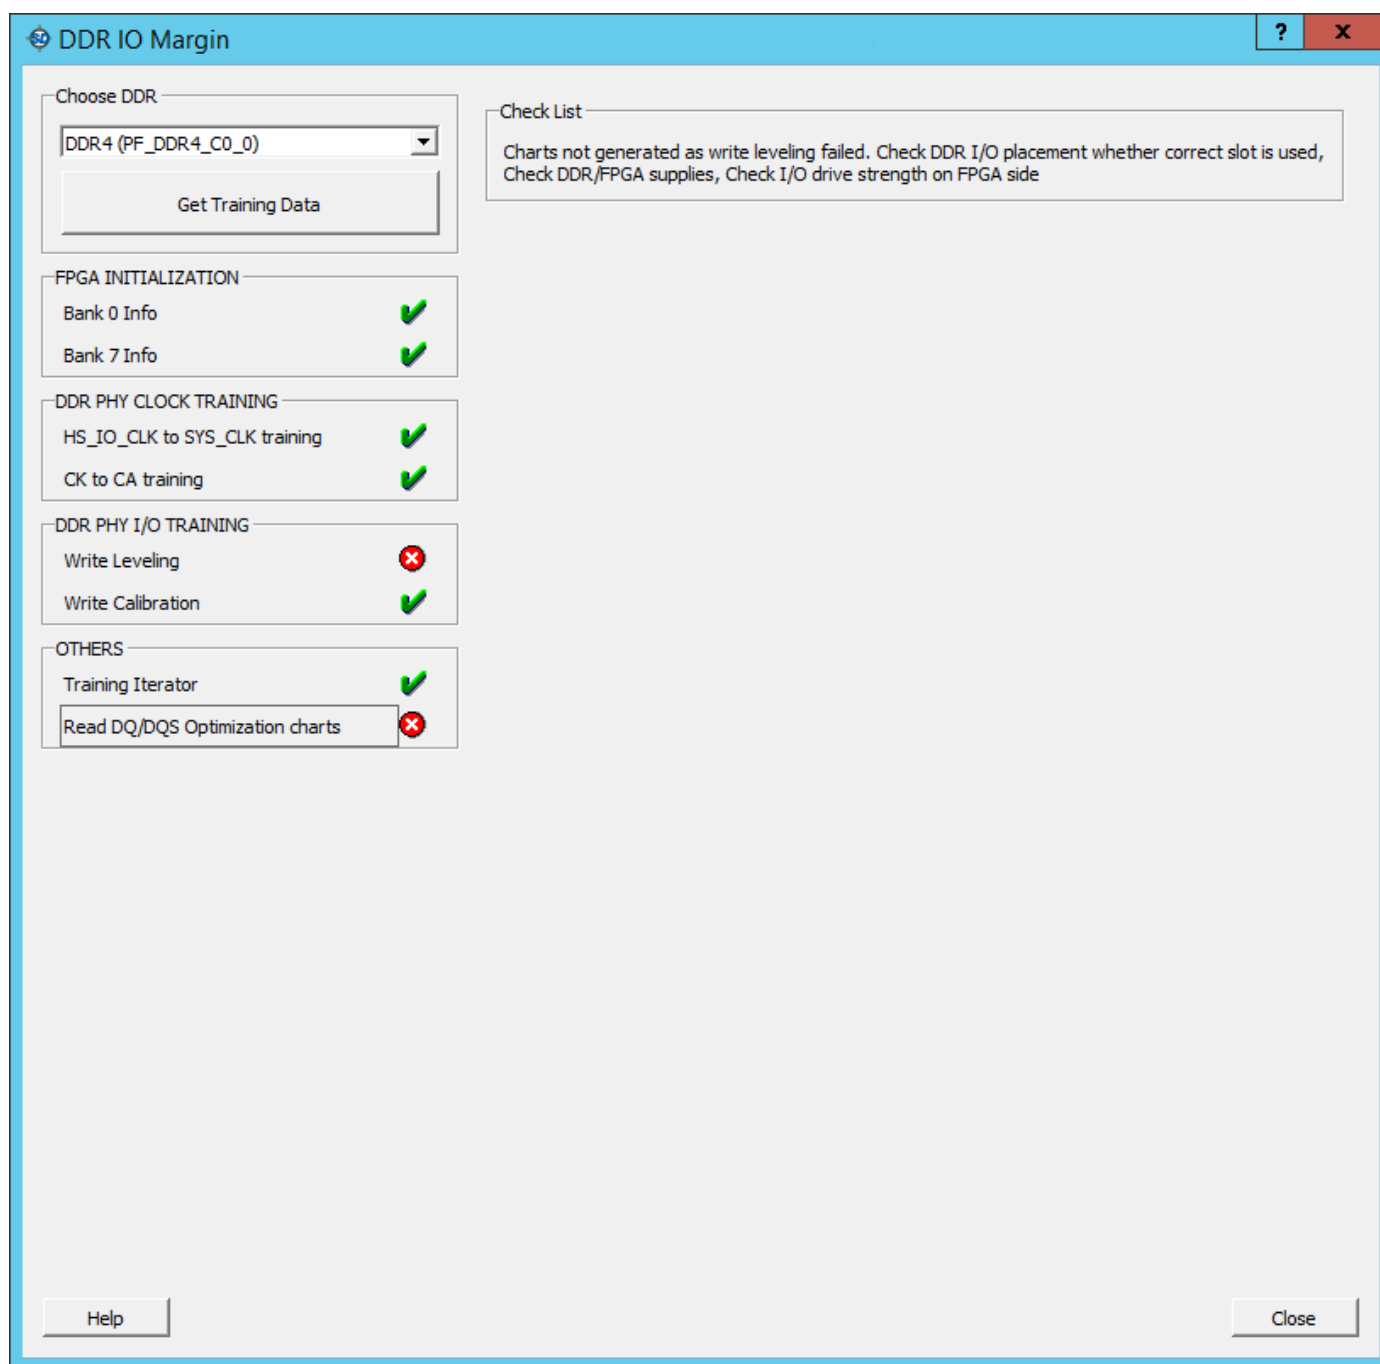 DDR IO Margin
? x
Choose DDR
DDR4 (PF_DDR4_C0_0)
Get Training Data
Check List
Charts not generated as write leveling failed. Check DDR I/O placement whether correct slot is used,
Check DDR/FPGA supplies, Check I/O drive strength on FPGA side
FPGA INITIALIZATION
Bank 0 Info
Bank 7 Info
DDR PHY CLOCK TRAINING
HS_IO_CLK to SYS_CLK training
CK to CA training
DDR PHY I/O TRAINING
Write Leveling
Write Calibration
OTHERS
Training Iterator
Read DQ/DQS Optimization charts
Help
Close